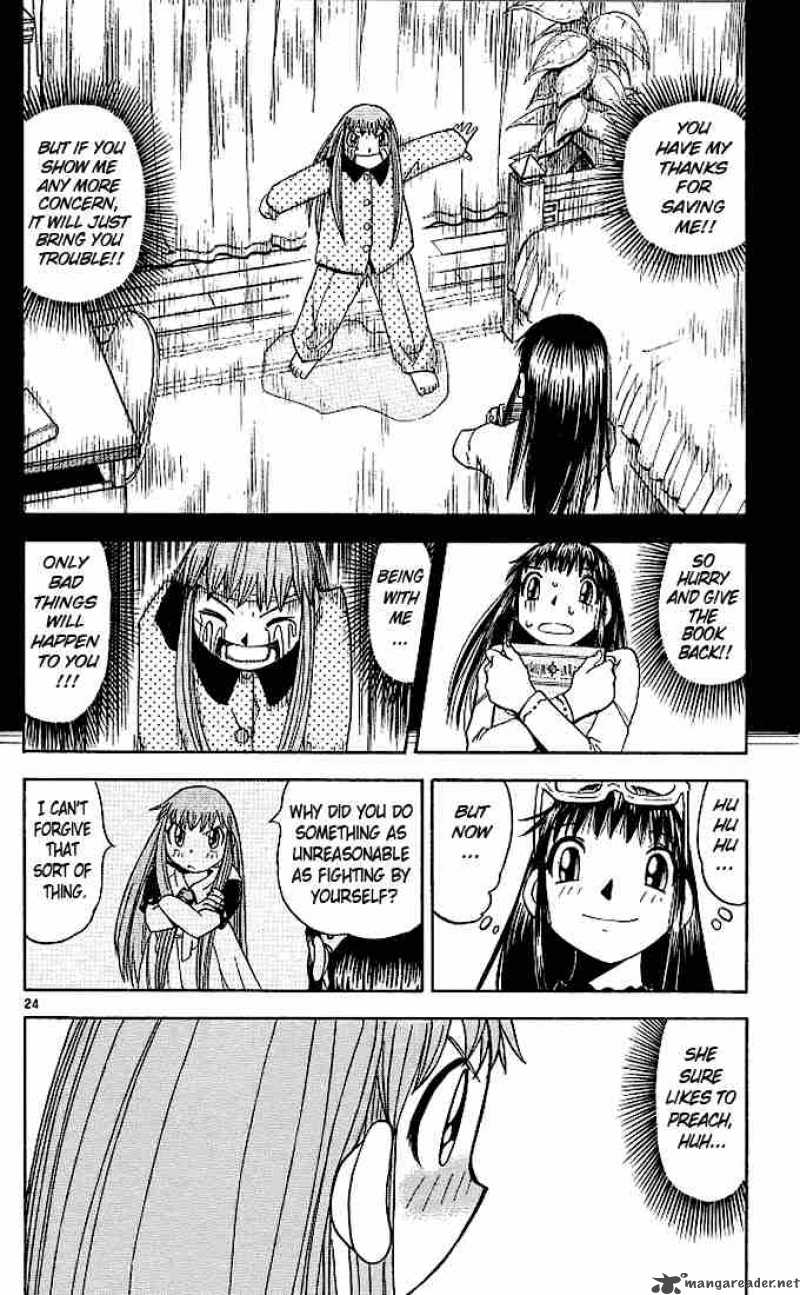 YOU
HAVE MY
THANKS
FOR
SAVING
ME!!
BUT IF YOU
SHOW ME
ANY MORE
CONCERN,
IT WILL JUST
BRING YOU
TROUBLE!!
SO
HURRY
AND GIVE
THE
BOOK
BACK!!
BEING
WITH
ME
...
ONLY
BAD
THINGS
WILL
HAPPEN
TO YOU
!!!
HU
HU
HU
...
BUT
NOW
...
WHY DID YOU DO
SOMETHING AS
UNREASONABLE
AS FIGHTING BY
YOURSELF?
I CAN'T
FORGIVE
THAT
SORT OF
THING.
24
SHE
SURE
LIKES TO
PREACH,
HUH...
mangareader.net